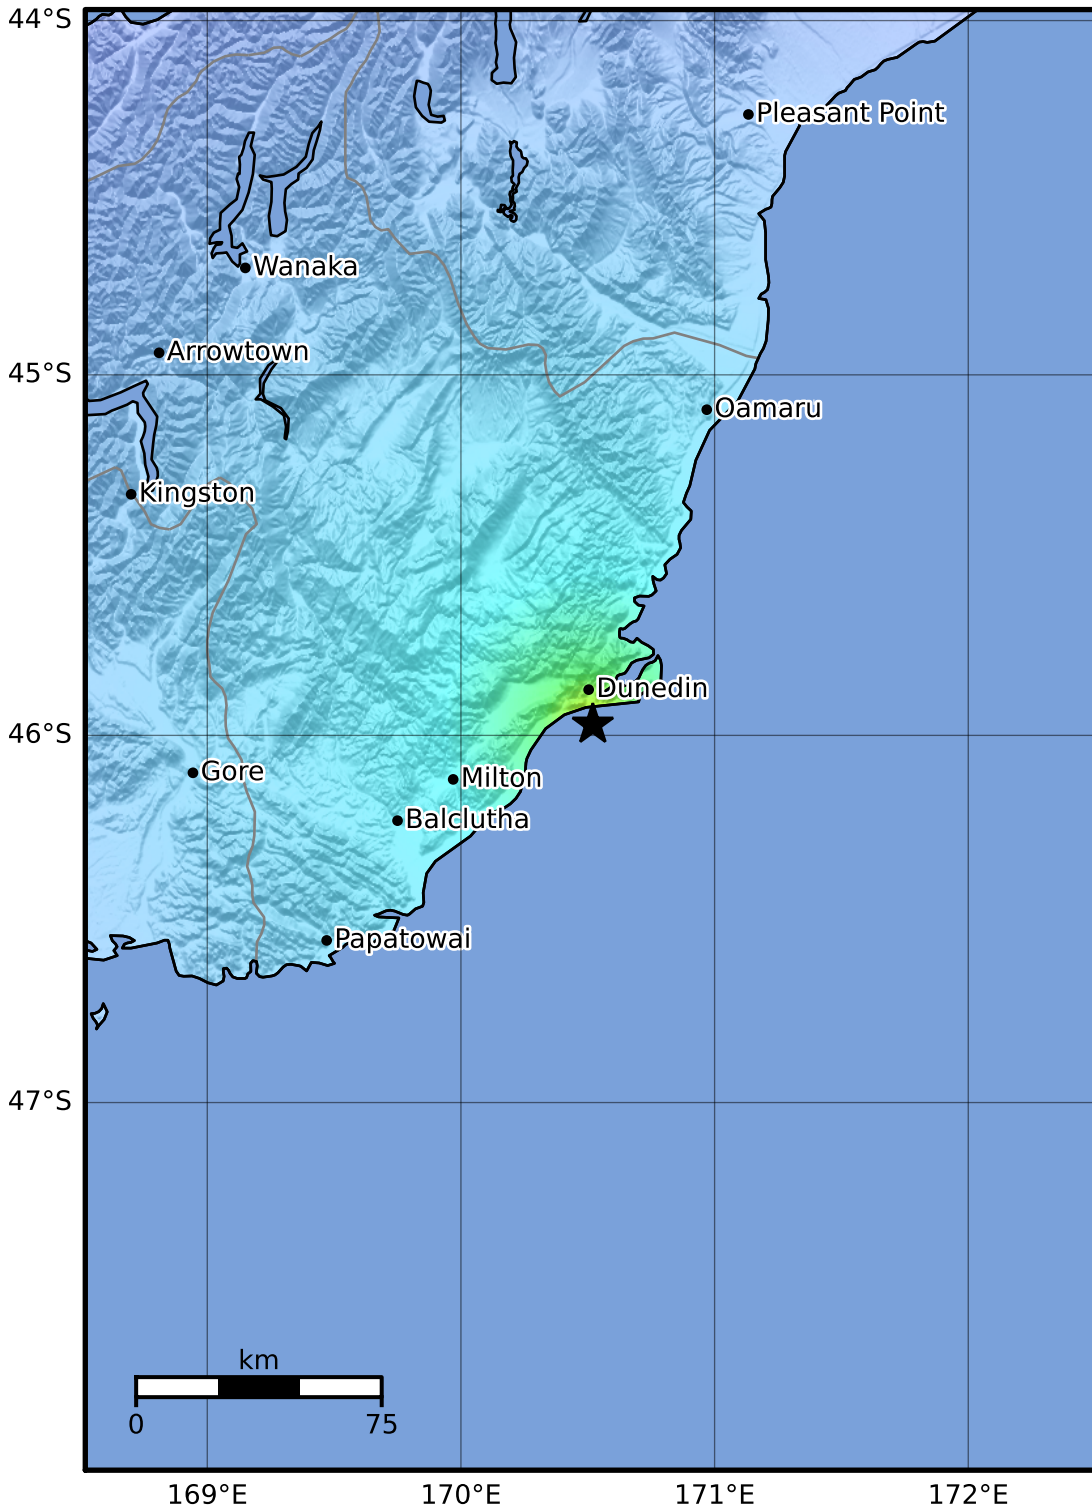 44°S
Pleasant Point
Wanaka
Arrowtown
45°S
Oamaru
Kingston
Dunedin
46°S
Gore
Milton
Balclutha
Papatowai
47°S
km
0 75
169°E 170°E 171°E 172°E